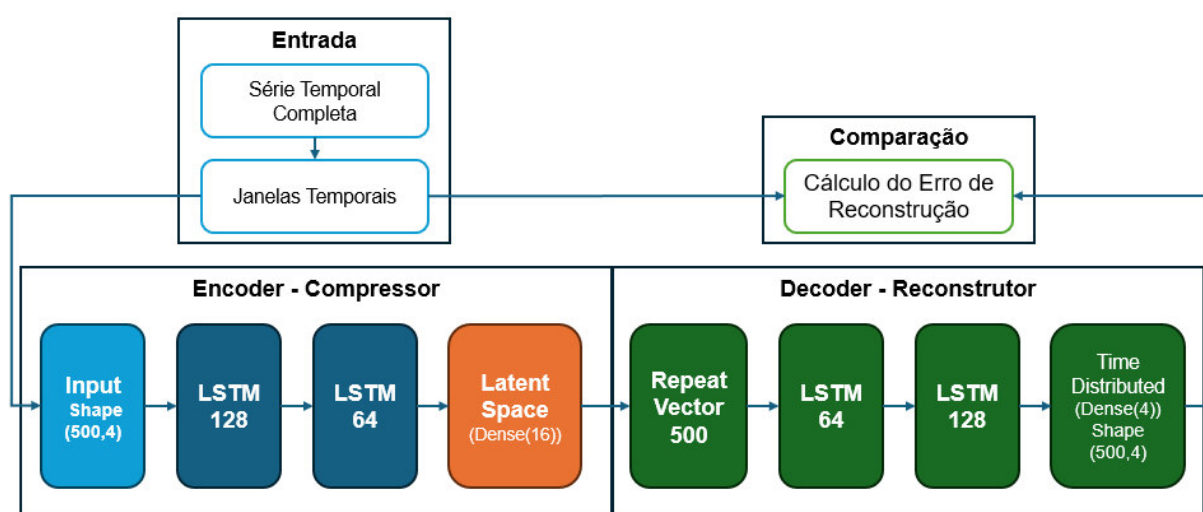 Entrada
Série Temporal
Completa
Janelas Temporais
Comparação
Cálculo do Erro de
Reconstrução
Encoder - Compressor
Input
Shape
(500,4)
LSTM
128
LSTM
64
Latent
Space
(Dense(16))
Decoder - Reconstrutor
Repeat
Vector
500
LSTM
64
LSTM
128
Time
Distributed
(Dense(4))
Shape
(500,4)